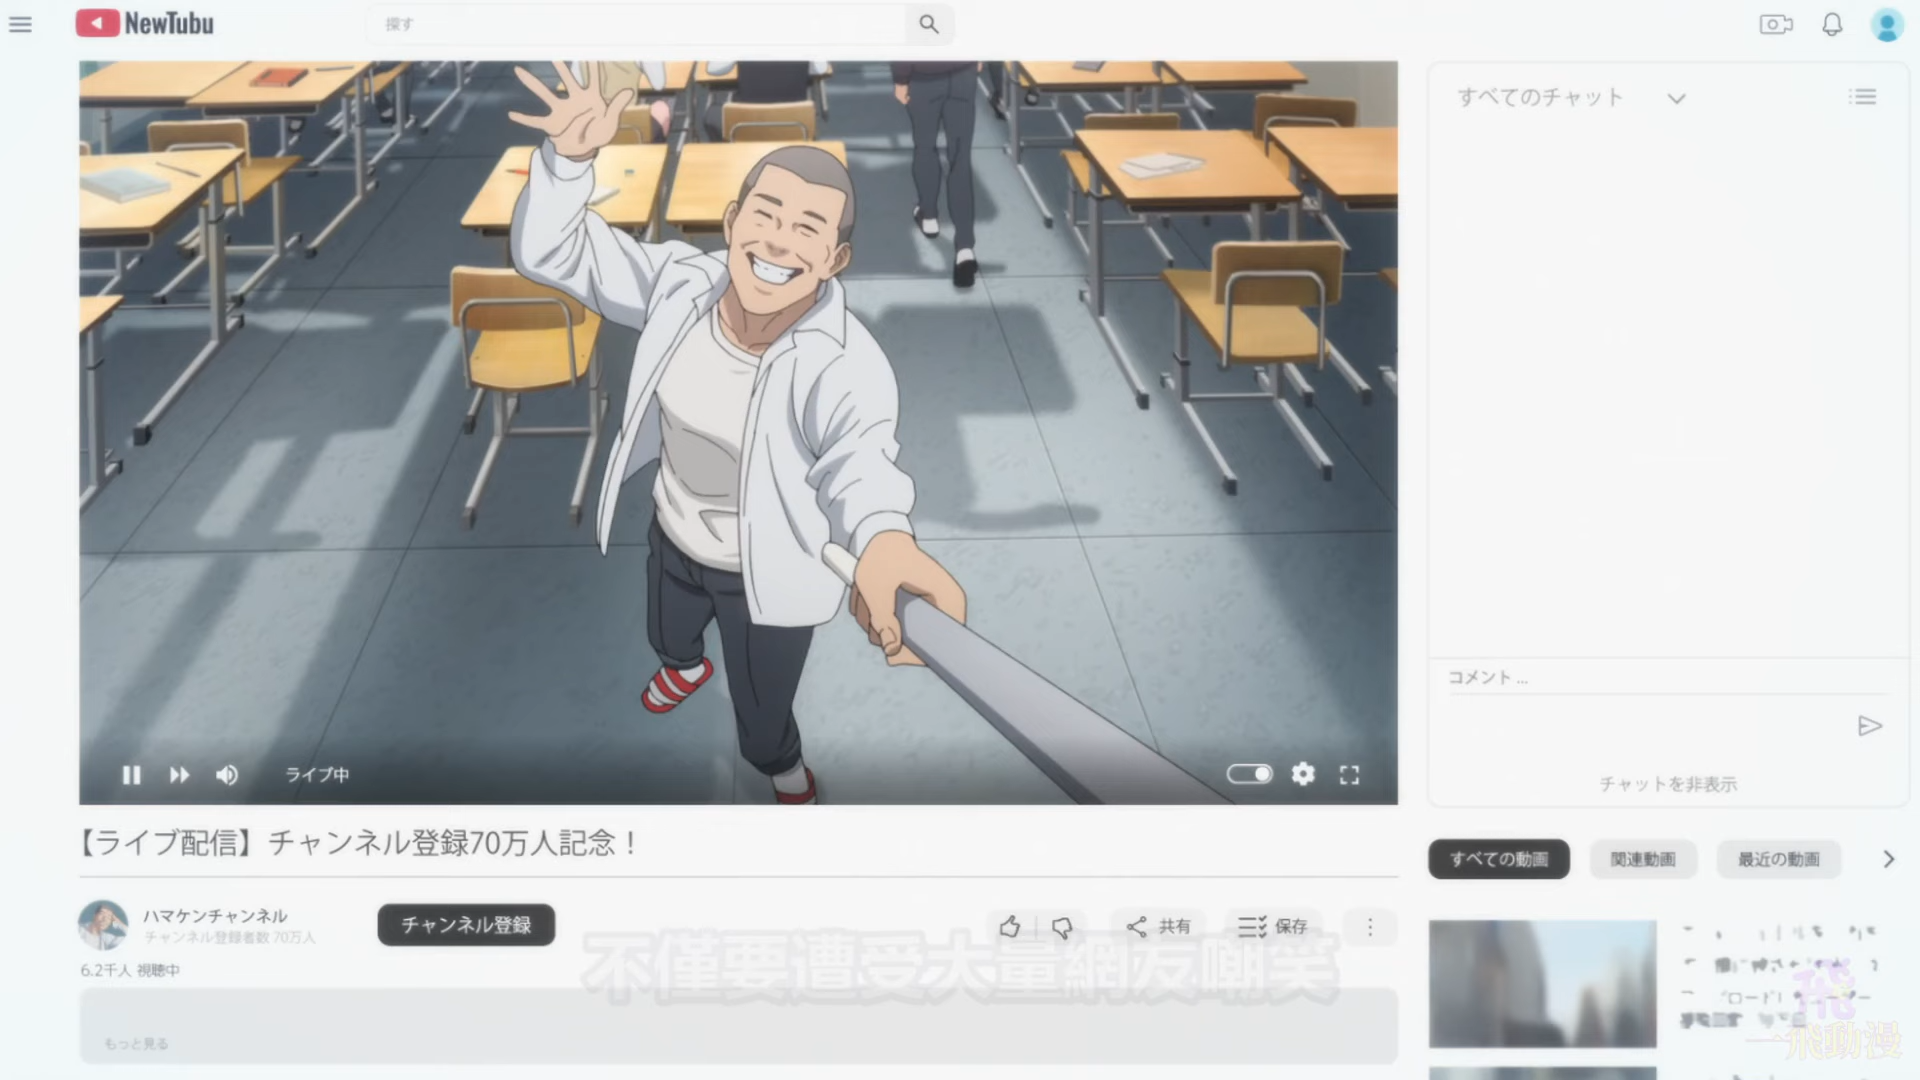 NewTubu
探す
すべてのチャット
ライブ中
コメント ...
チャットを非表示
【ライブ配信】チャンネル登録70万人記念！
すべての動画
関連動画
最近の動画
ハマケンチャンネル
チャンネル登録者数 70万人
チャンネル登録
共有
保存
6.2千人 視聴中
不僅要遭受大量網友嘲笑
もっと見る
飛
一飛動漫